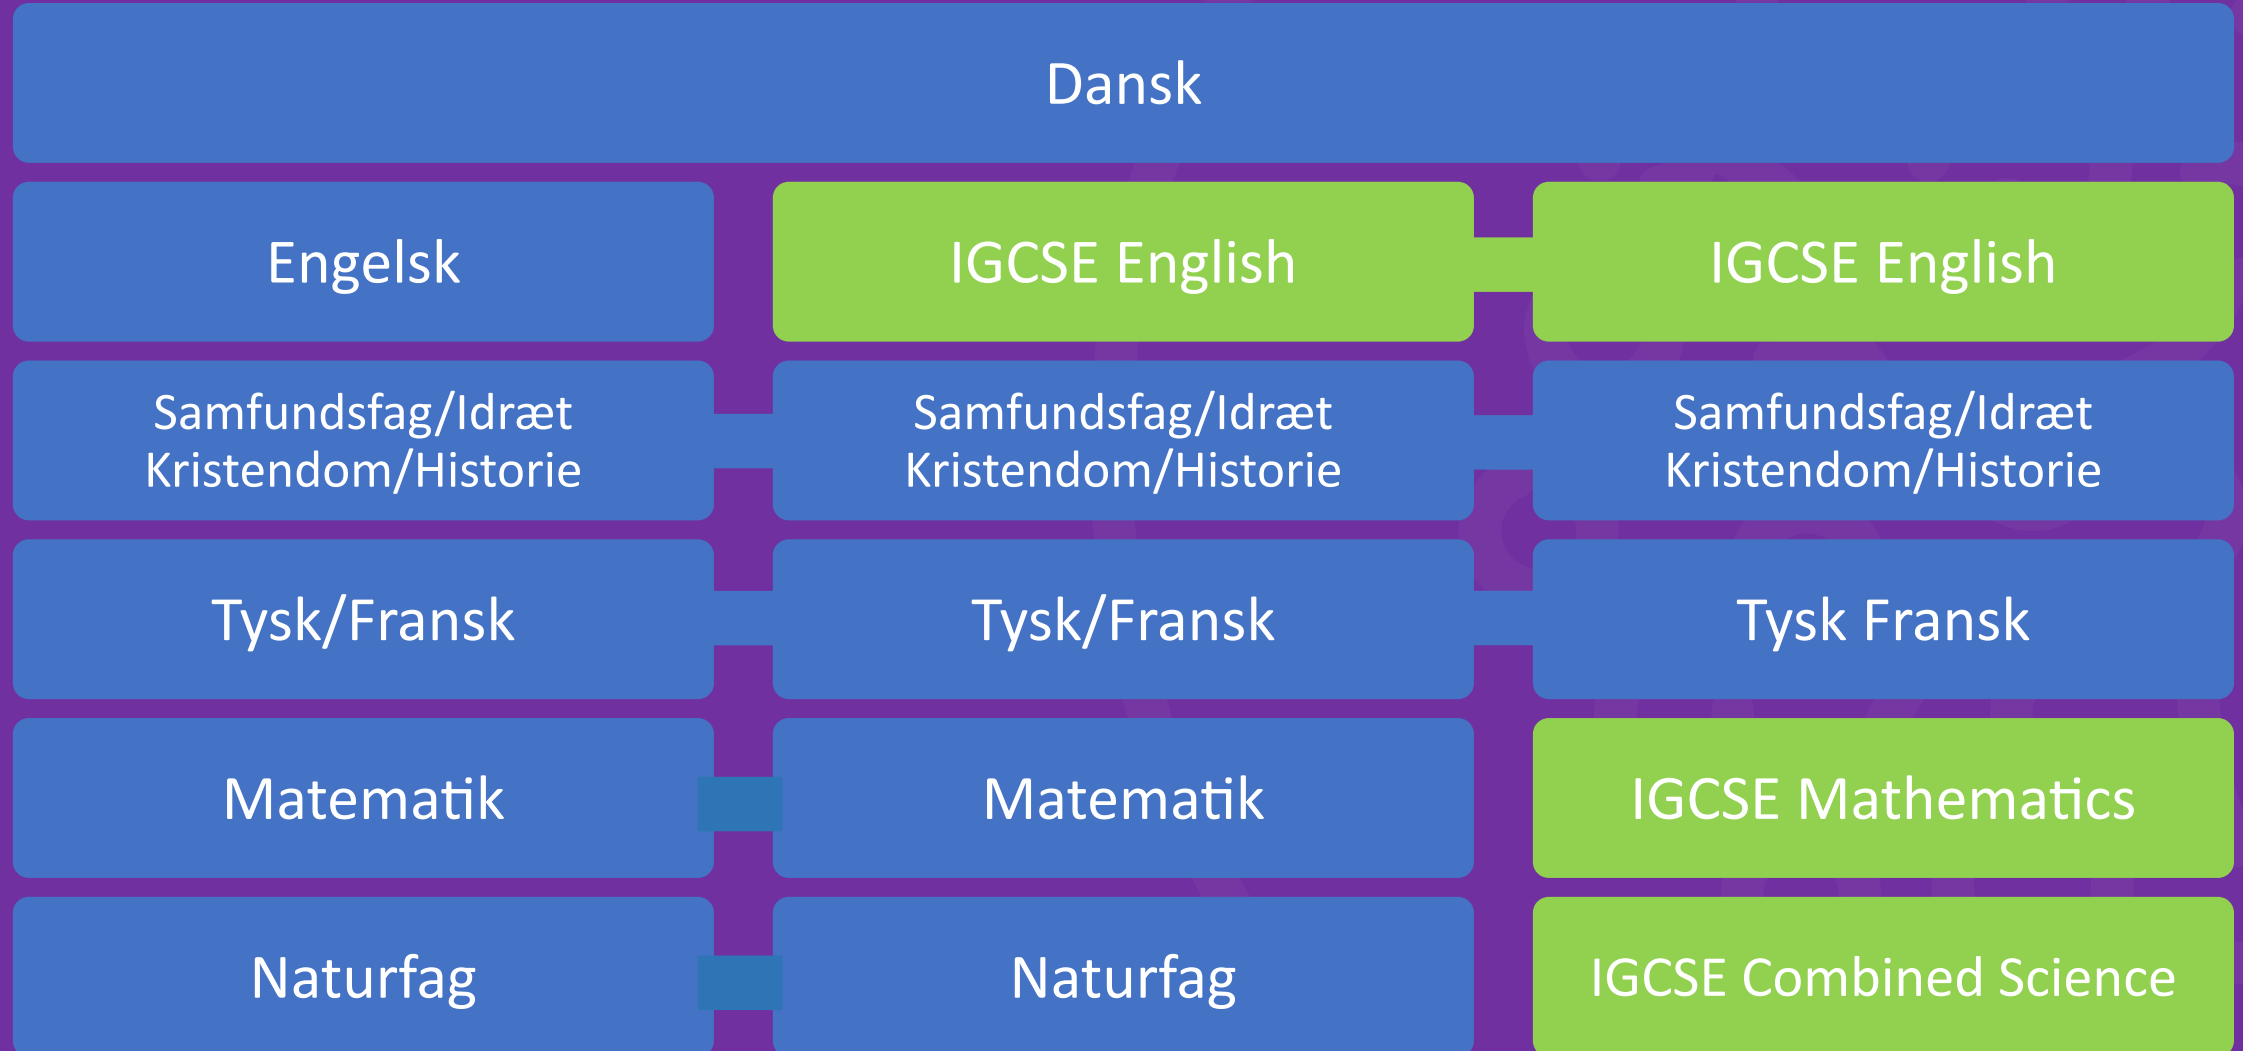 Dansk
Engelsk
IGCSE English
IGCSE English
Samfundsfag/Idræt
Kristendom/Historie
Samfundsfag/Idræt
Kristendom/Historie
Samfundsfag/Idræt
Kristendom/Historie
Tysk/Fransk
Tysk/Fransk
Tysk Fransk
Matematik
Matematik
IGCSE Mathematics
Naturfag
Naturfag
IGCSE Combined Science